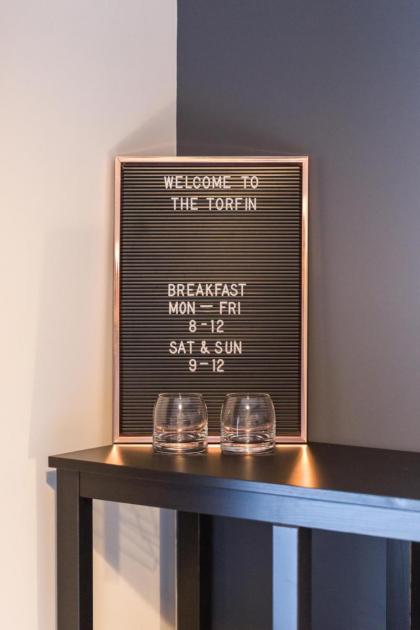 WELCOME TO
THE TORFIN
BREAKFAST
MON — FRI
8-12
SAT & SUN
9-12